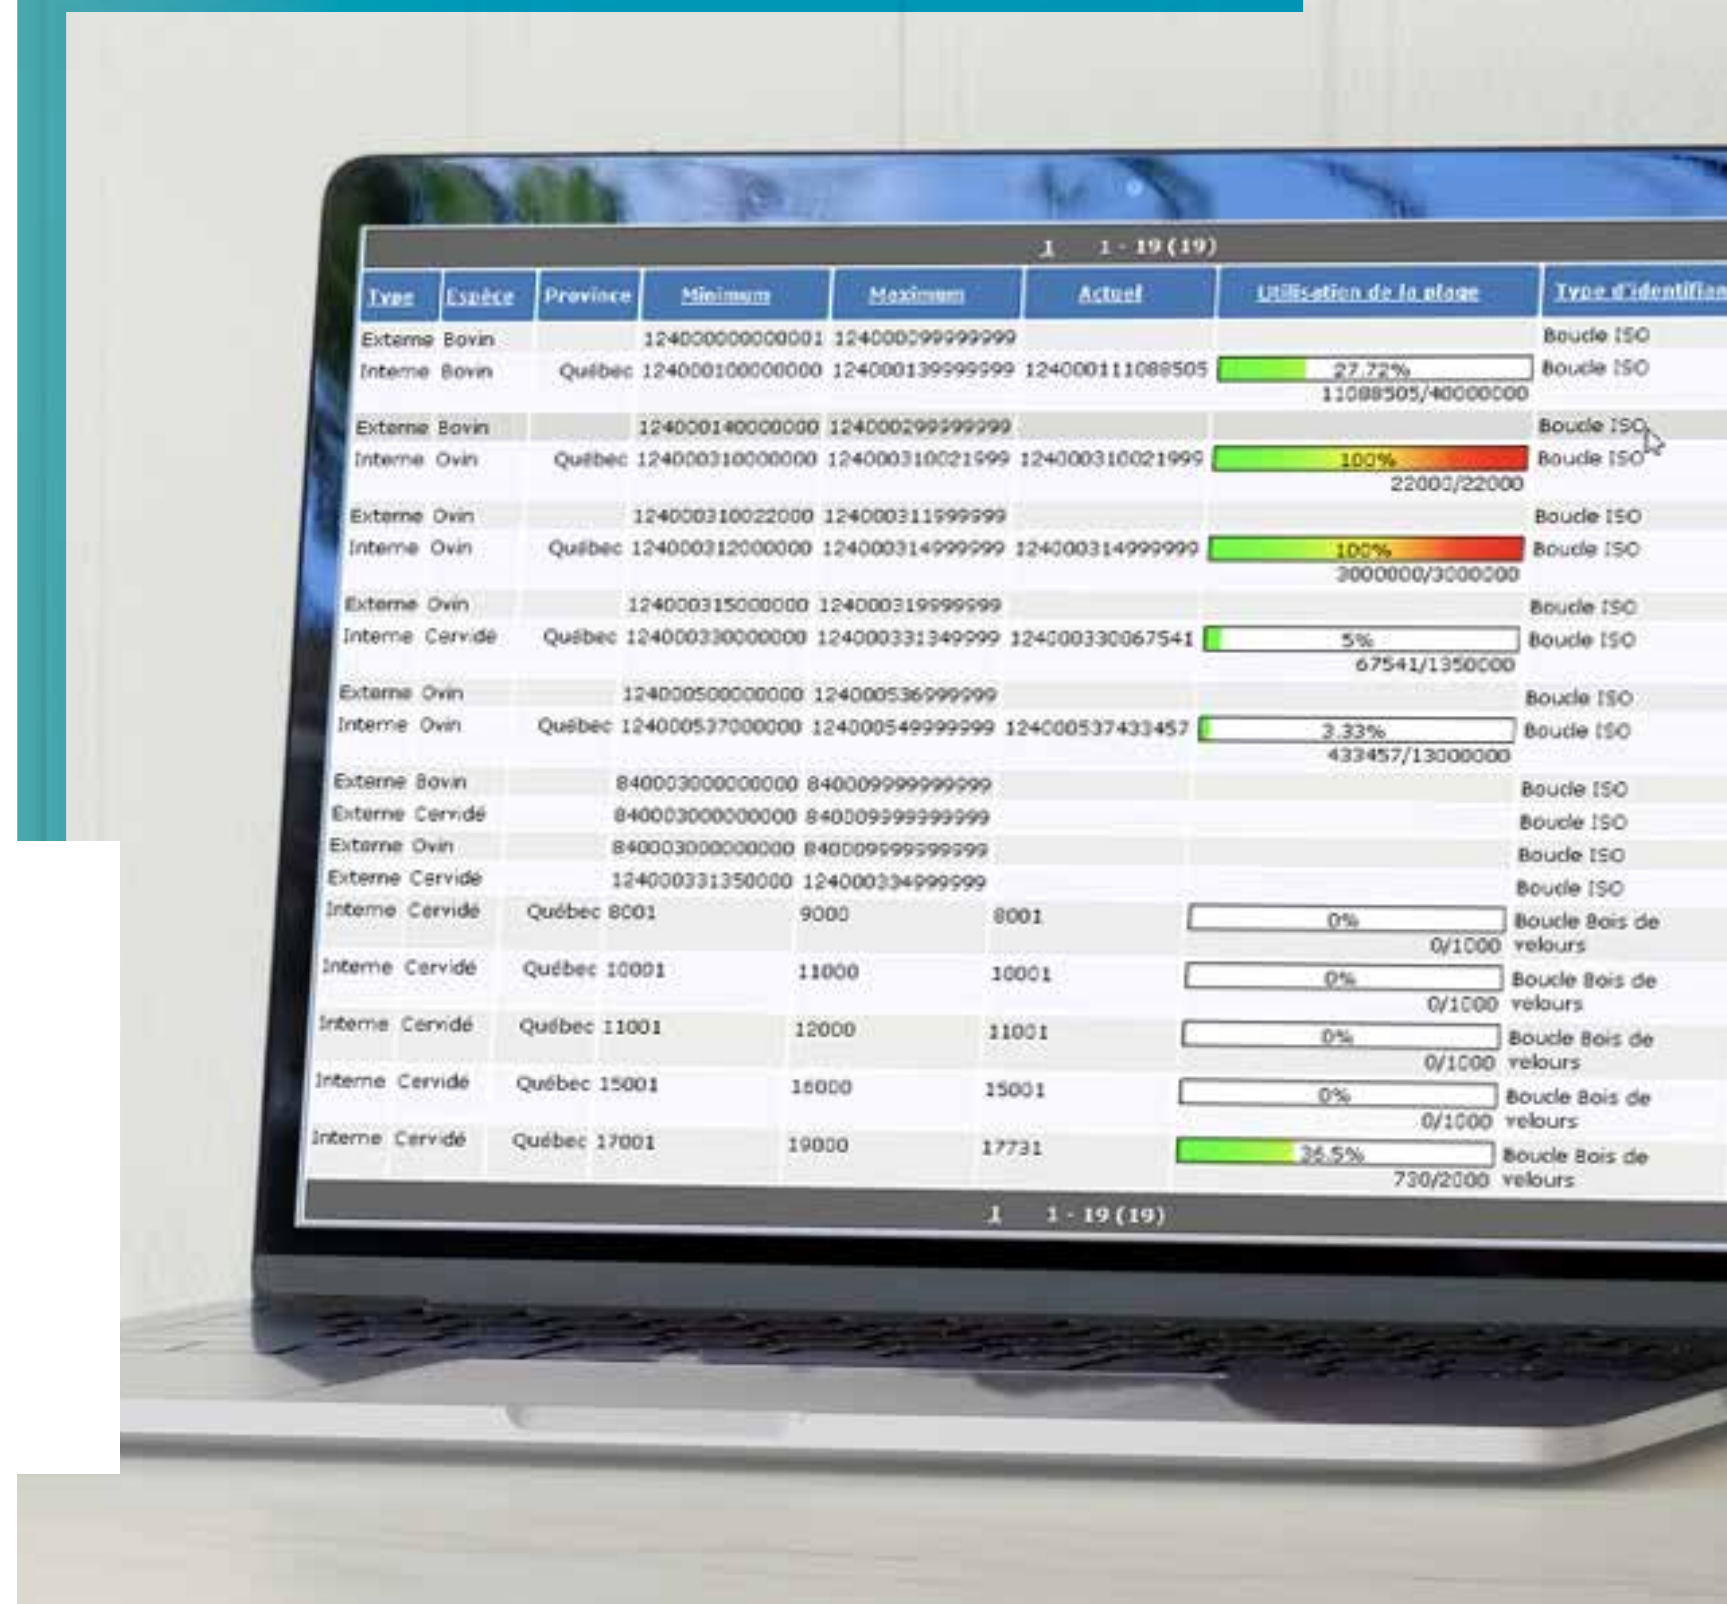 1 1 - 19 (19)
Type Espèce Province Minimum Maximum Actuel Utilisation de la plage Type d'identifian
Externe Bovin 124000000000001 124000099999999 Boucle ISO
Interne Bovin Québec 124000100000000 124000139999999 124000111088505 27.72% Boucle ISO
11088505/40000000
Externe Bovin 124000140000000 124000299999999 Boucle ISO
Interne Ovin Québec 124000310000000 124000310021999 124000310021999 100% Boucle ISO
22000/22000
Externe Ovin 124000310022000 124000311999999 Boucle ISO
Interne Ovin Québec 124000312000000 124000314999999 124000314999999 100% Boucle ISO
3000000/3000000
Externe Ovin 124000315000000 124000319999999 Boucle ISO
Interne Cervidé Québec 124000330000000 124000331349999 124000330067541 5% Boucle ISO
67541/1350000
Externe Ovin 124000500000000 124000536999999 Boucle ISO
Interne Ovin Québec 124000537000000 124000549999999 124000537433457 3.33% Boucle ISO
433457/13000000
Externe Bovin 840003000000000 840009999999999 Boucle ISO
Externe Cervidé 840003000000000 840009999999999 Boucle ISO
Externe Ovin 840003000000000 840009999999999 Boucle ISO
Externe Cervidé 124000331350000 124000334999999 Boucle ISO
Interne Cervidé Québec 8001 9000 8001 0% Boucle Bois de
0/1000 velours
Interne Cervidé Québec 10001 11000 10001 0% Boucle Bois de
0/1000 velours
Interne Cervidé Québec 11001 12000 11001 0% Boucle Bois de
0/1000 velours
Interne Cervidé Québec 15001 16000 15001 0% Boucle Bois de
0/1000 velours
Interne Cervidé Québec 17001 19000 17731 36.5% Boucle Bois de
730/2000 velours
1 1 - 19 (19)